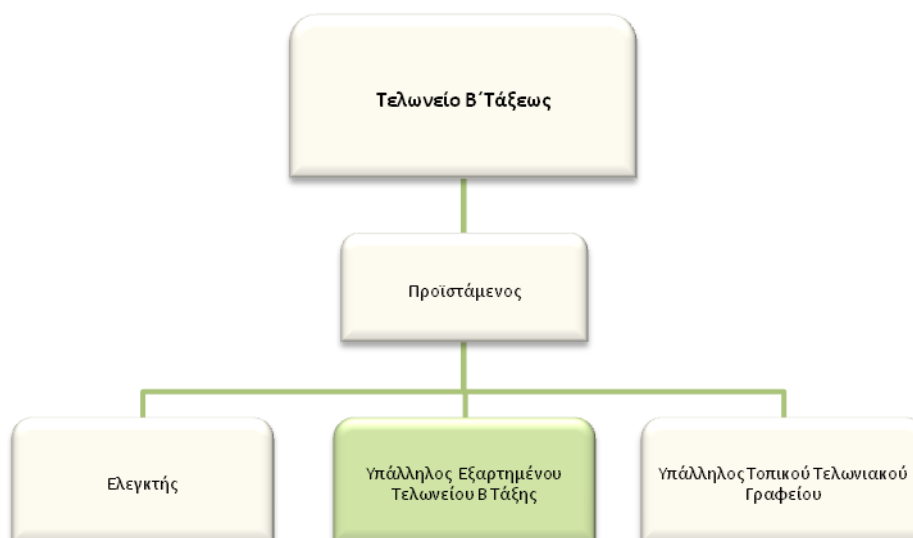 Τελωνείο Β΄Τάξεως
Προϊστάμενος
Ελεγκτής
Υπάλληλος Εξαρτημένου
Τελωνείου Β Τάξης
Υπάλληλος Τοπικού Τελωνιακού
Γραφείου